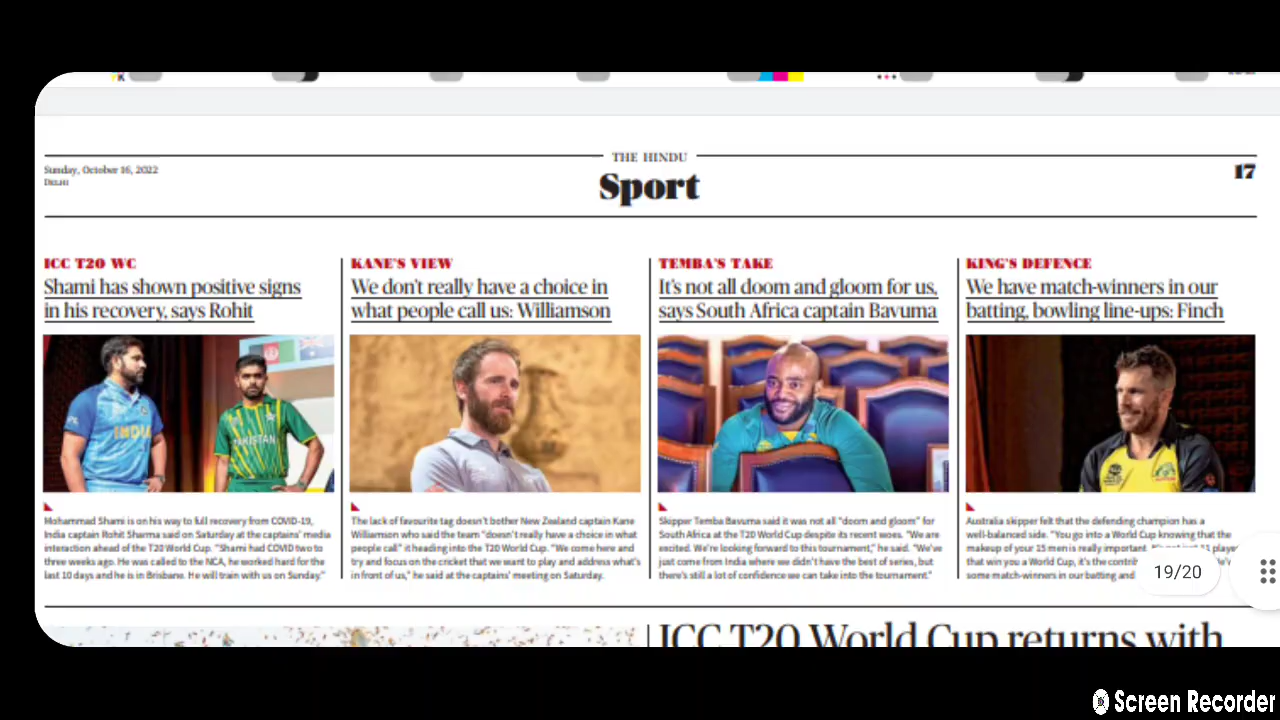 THE HINDU
Sunday, October 16, 2022
DELHI
Sport
17
ICC T20 WC
Shami has shown positive signs
in his recovery, says Rohit
INDIA
PAKISTAN
Mohammad Shami is on his way to full recovery from COVID-19,
India captain Rohit Sharma said on Saturday at the captains' media
interaction ahead of the T20 World Cup. "Shami had COVID two to
three weeks ago. He was called to the NCA, he worked hard for the
last 10 days and he is in Brisbane. He will train with us on Sunday."
KANE'S VIEW
We don't really have a choice in
what people call us: Williamson
The lack of favourite tag doesn't bother New Zealand captain Kane
Williamson who said the team "doesn't really have a choice in what
people call" it heading into the T20 World Cup. "We come here and
try and focus on the cricket that we want to play and address what's
in front of us," he said at the captains' meeting on Saturday.
TEMBA'S TAKE
It's not all doom and gloom for us,
says South Africa captain Bavuma
Skipper Temba Bavuma said it was not all "doom and gloom" for
South Africa at the T20 World Cup despite its recent woes. "We are
excited. We're looking forward to this tournament," he said. "We've
just come from India where we didn't have the best of series, but
there's still a lot of confidence we can take into the tournament."
KING'S DEFENCE
We have match-winners in our
batting, bowling line-ups: Finch
Australia skipper felt that the defending champion has a
well-balanced side. "You go into a World Cup knowing that the
makeup of your 15 men is really important.
that win you a World Cup, it's the
some match-winners in our batting and
19/20
ICC T20 World Cup returns with
Screen Recorder